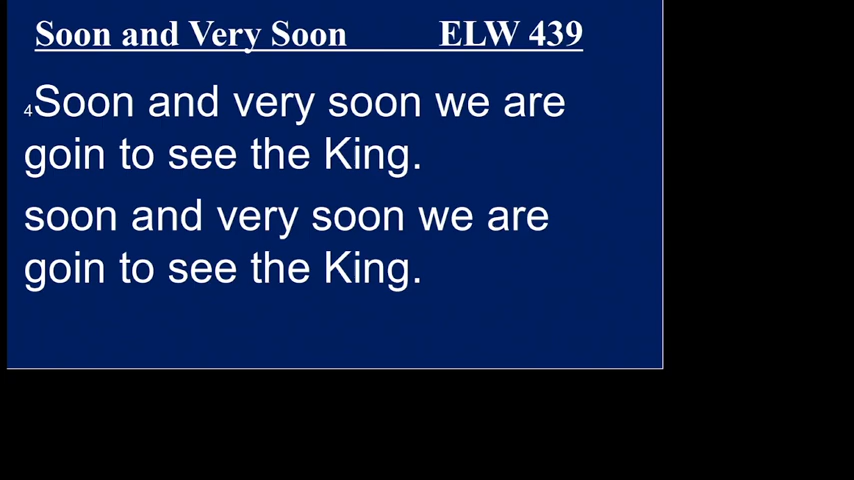 Soon and Very Soon ELW 439
4Soon and very soon we are
goin to see the King.
soon and very soon we are
goin to see the King.